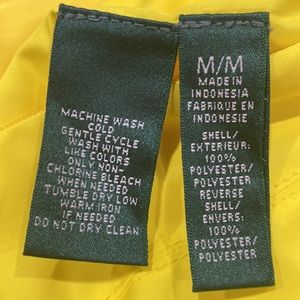 MACHINE WASH
COLD
GENTLE CYCLE
WASH WITH
LIKE COLORS
ONLY NON-
CHLORINE BLEACH
WHEN NEEDED
TUMBLE DRY LOW
WARM IRON
IF NEEDED
DO NOT DRY CLEAN
M/M
MADE IN
INDONESIA
FABRIQUE EN
INDONESIE
SHELL/
EXTERIEUR:
100%
POLYESTER/
POLYESTER
REVERSE
SHELL/
ENVERS:
100%
POLYESTER/
POLYESTER